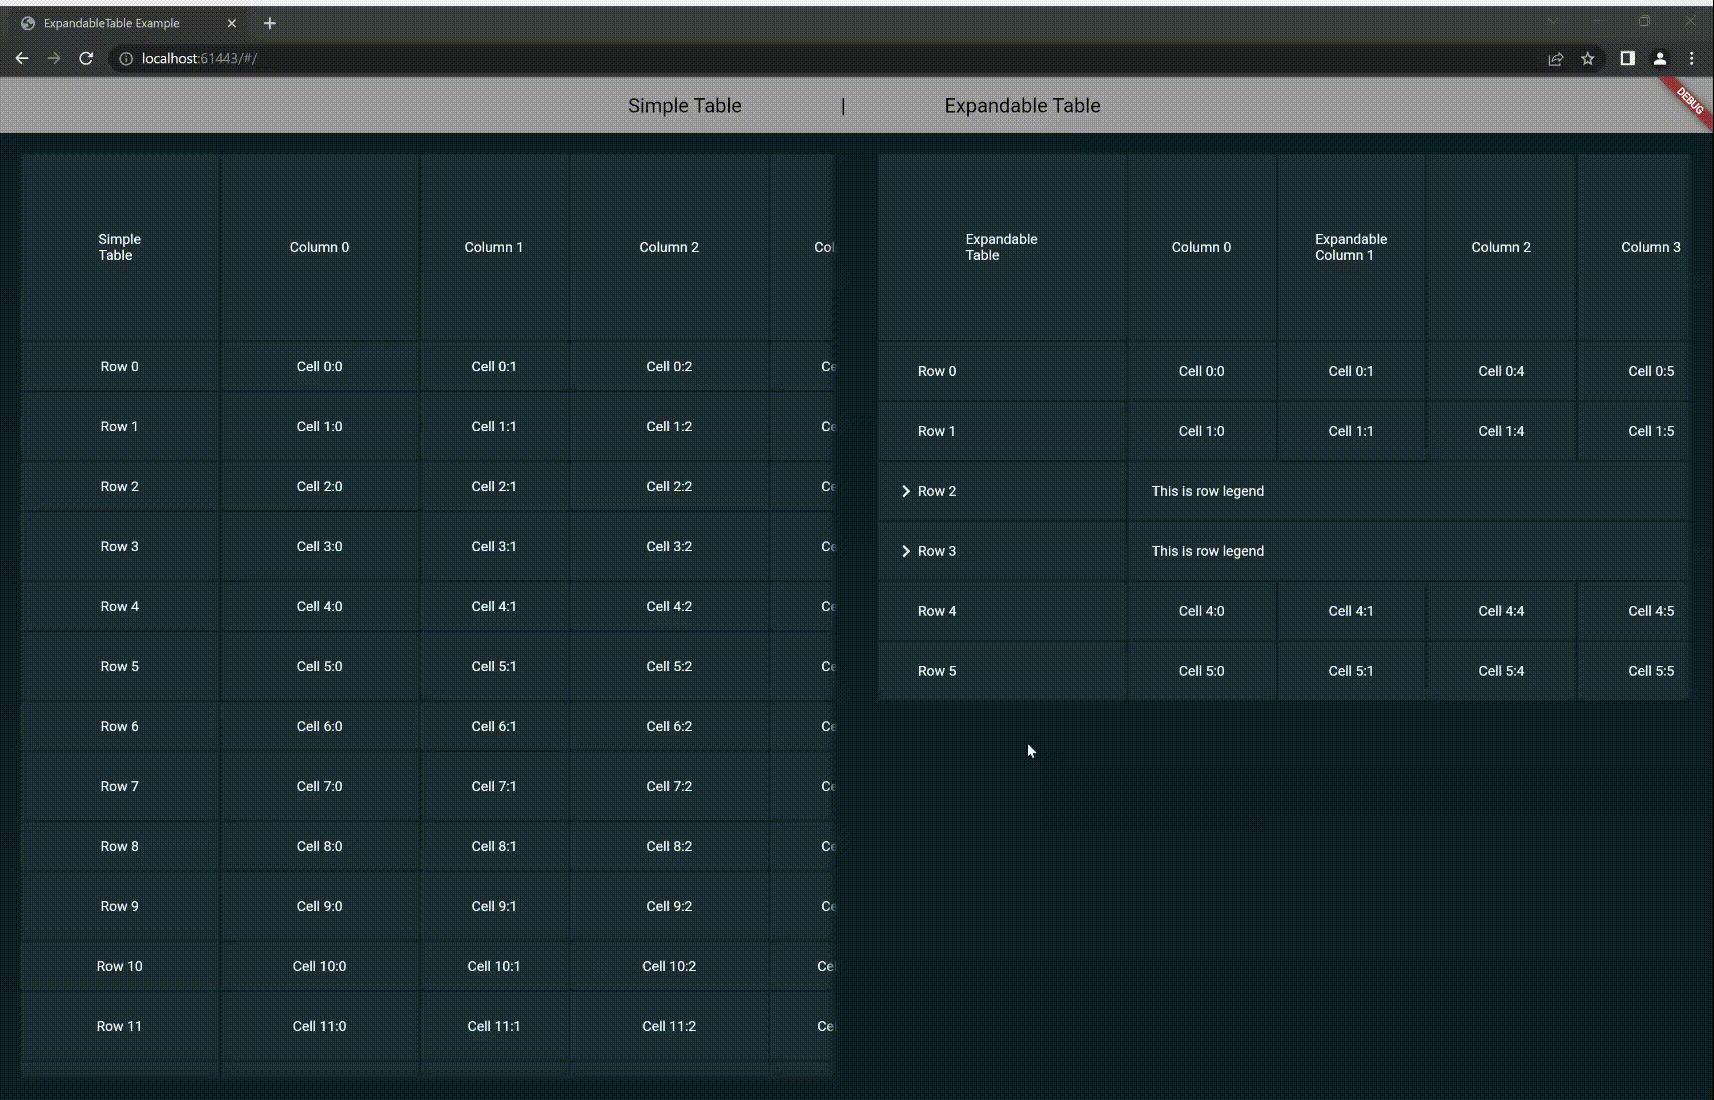 ExpandableTable Example
localhost:61443/#/
Simple Table | Expandable Table
DEBUG
Simple
Table
Column 0
Column 1
Column 2
Col
Row 0 Cell 0:0 Cell 0:1 Cell 0:2 Ce
Row 1 Cell 1:0 Cell 1:1 Cell 1:2 Ce
Row 2 Cell 2:0 Cell 2:1 Cell 2:2 Ce
Row 3 Cell 3:0 Cell 3:1 Cell 3:2 Ce
Row 4 Cell 4:0 Cell 4:1 Cell 4:2 Ce
Row 5 Cell 5:0 Cell 5:1 Cell 5:2 Ce
Row 6 Cell 6:0 Cell 6:1 Cell 6:2 Ce
Row 7 Cell 7:0 Cell 7:1 Cell 7:2 Ce
Row 8 Cell 8:0 Cell 8:1 Cell 8:2 Ce
Row 9 Cell 9:0 Cell 9:1 Cell 9:2 Ce
Row 10 Cell 10:0 Cell 10:1 Cell 10:2 Cel
Row 11 Cell 11:0 Cell 11:1 Cell 11:2 Cel
Expandable
Table
Column 0
Expandable
Column 1
Column 2
Column 3
Row 0 Cell 0:0 Cell 0:1 Cell 0:4 Cell 0:5
Row 1 Cell 1:0 Cell 1:1 Cell 1:4 Cell 1:5
Row 2 This is row legend
Row 3 This is row legend
Row 4 Cell 4:0 Cell 4:1 Cell 4:4 Cell 4:5
Row 5 Cell 5:0 Cell 5:1 Cell 5:4 Cell 5:5